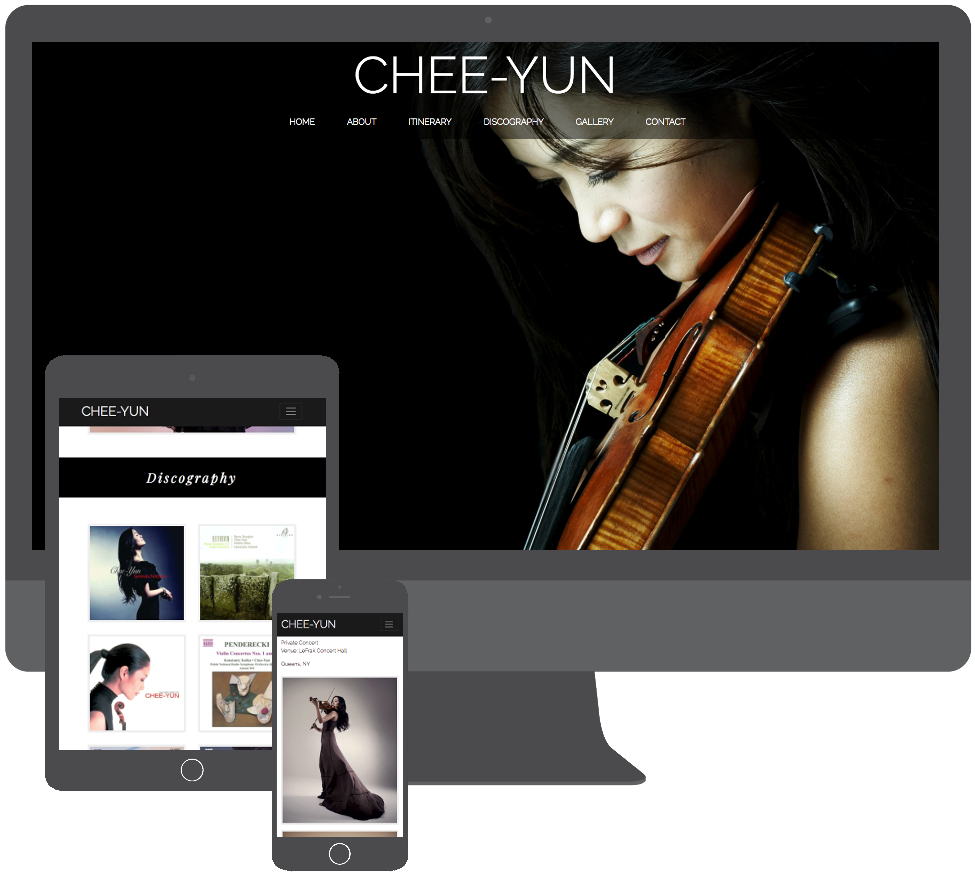 CHEE-YUN
HOME ABOUT ITINERARY DISCOGRAPHY GALLERY CONTACT
CHEE-YUN
Discography
Chee-Yun
PENDERECKI
Violin Concertos Nos. 1 and
CHEE-YUN
CHEE-YUN
Private Concert
Venue: LeFrak Concert Hall
Queens, NY